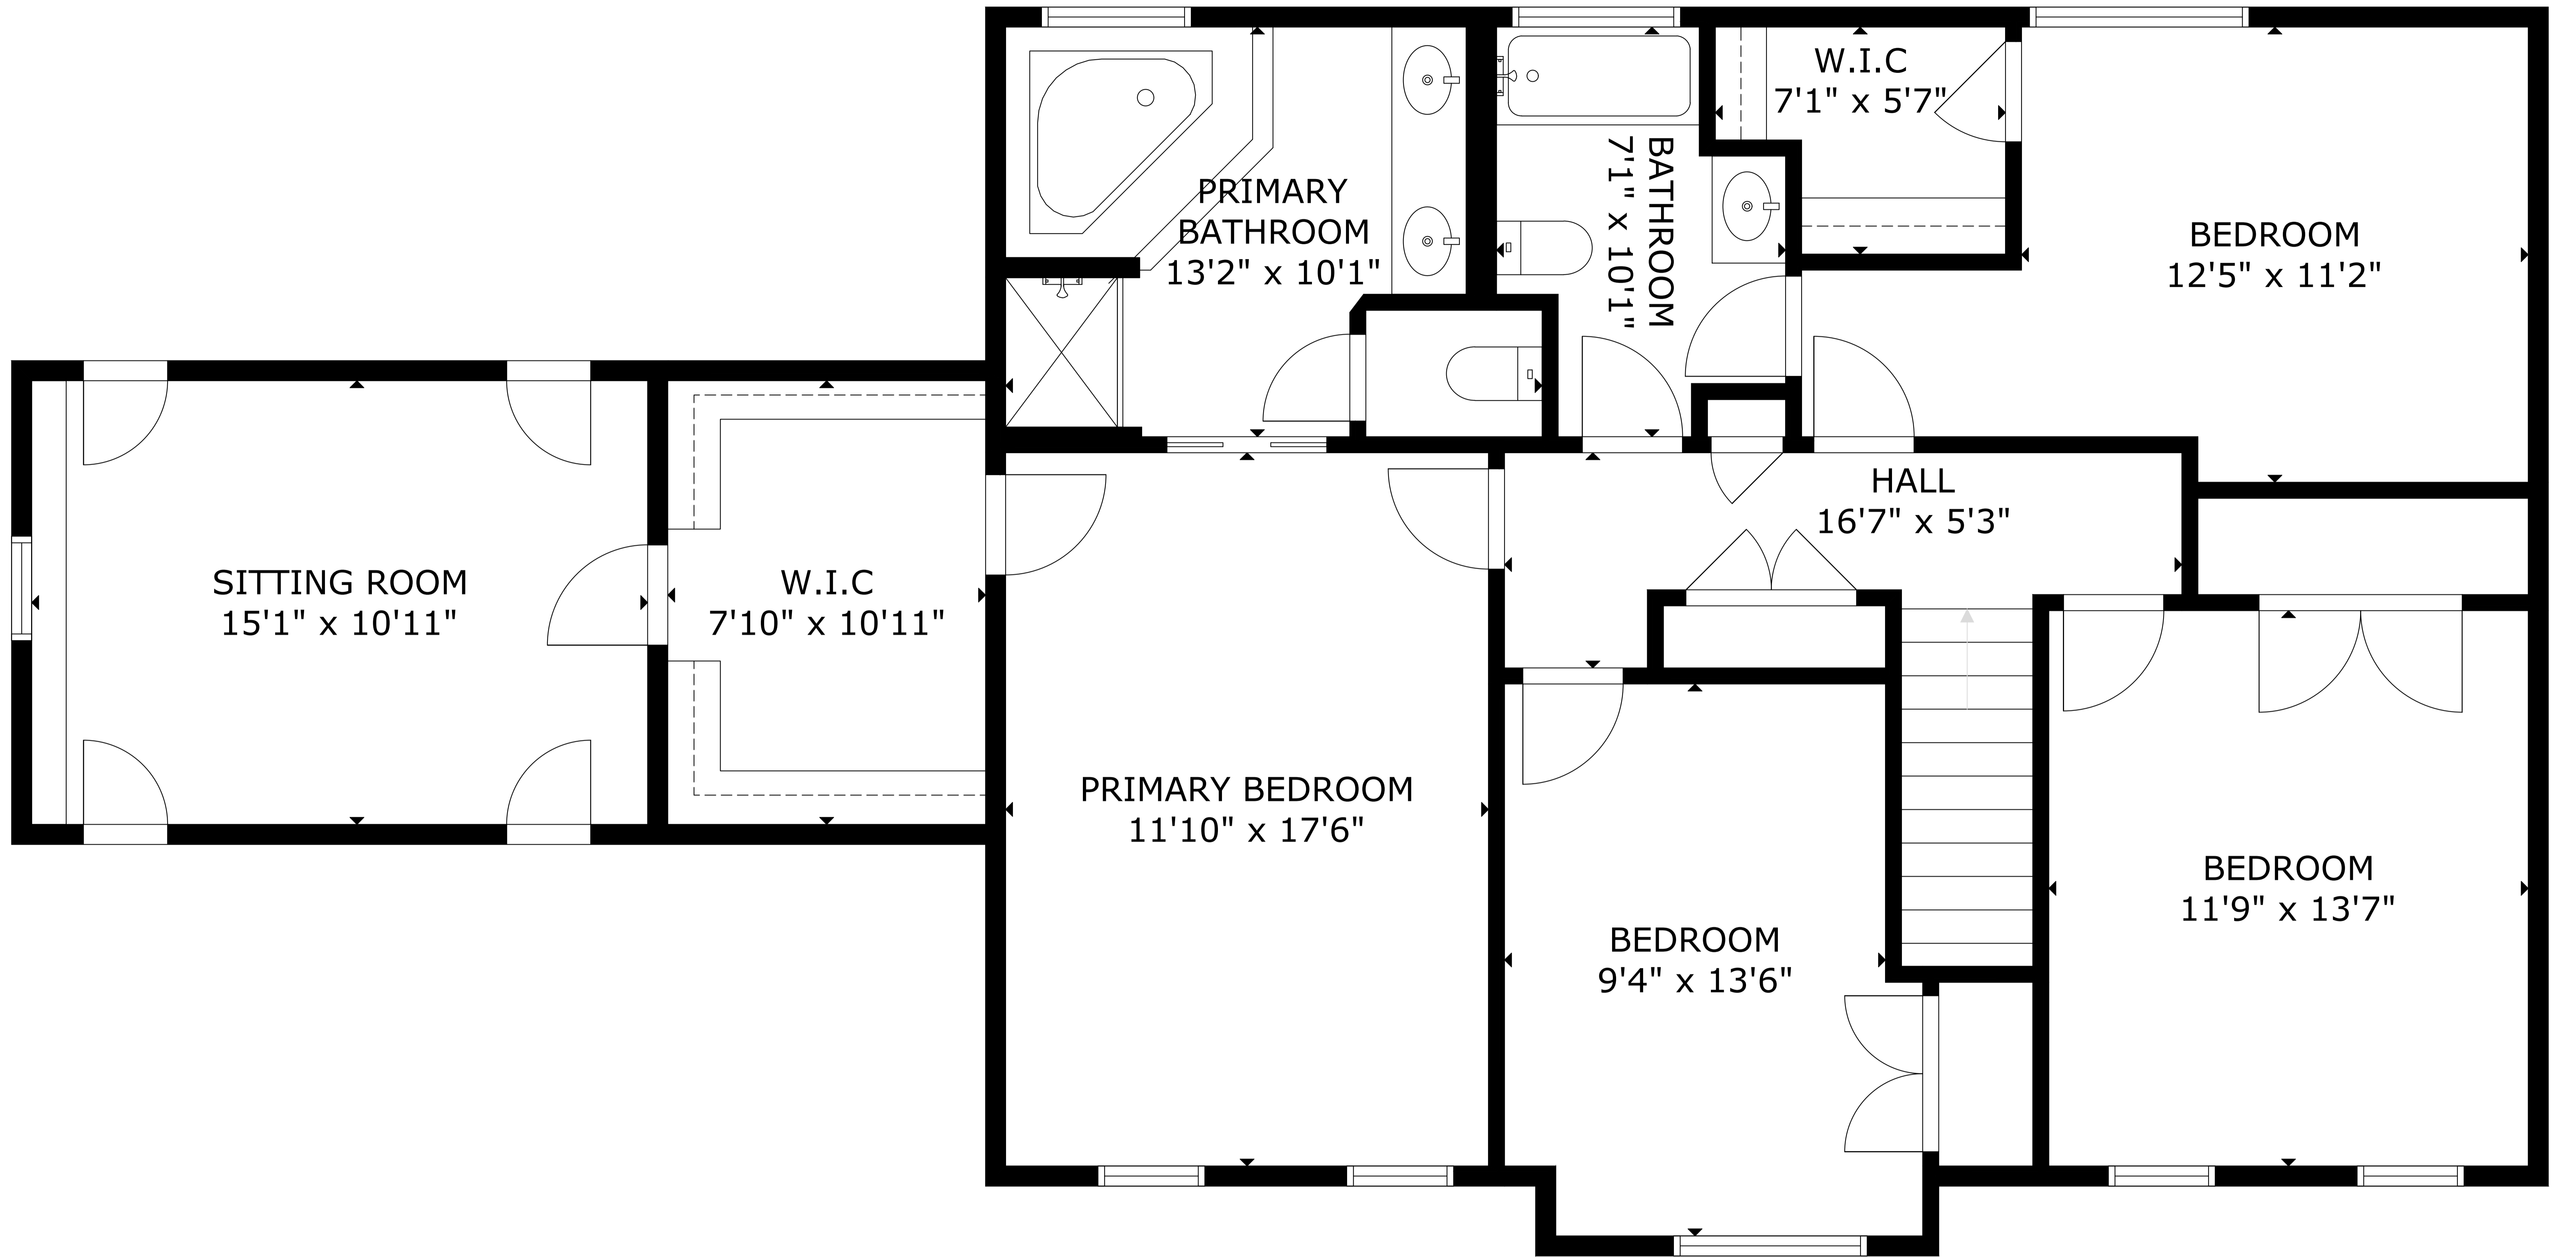 W.I.C
7'1" x 5'7"
PRIMARY
BATHROOM
13'2" x 10'1"
BATHROOM
7'1" x 10'1"
BEDROOM
12'5" x 11'2"
HALL
16'7" x 5'3"
SITTING ROOM
15'1" x 10'11"
W.I.C
7'10" x 10'11"
PRIMARY BEDROOM
11'10" x 17'6"
BEDROOM
9'4" x 13'6"
BEDROOM
11'9" x 13'7"